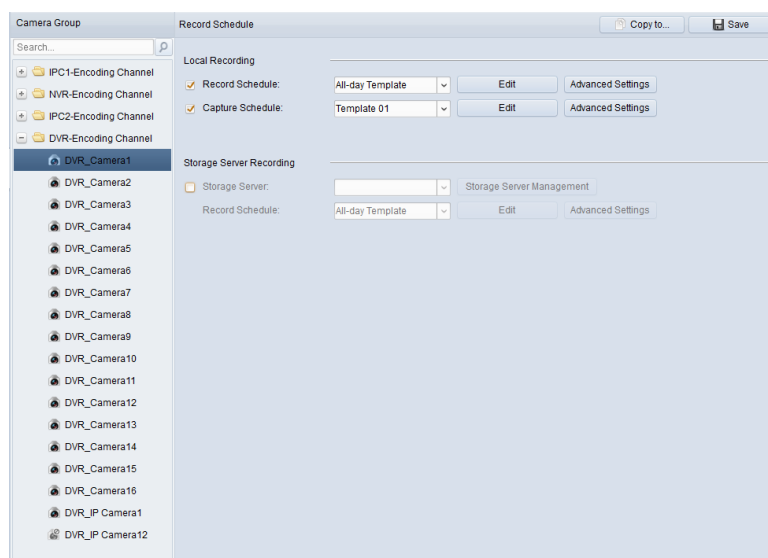 Camera Group
Record Schedule
Copy to...
Save
Search...
IPC1-Encoding Channel
NVR-Encoding Channel
IPC2-Encoding Channel
DVR-Encoding Channel
DVR_Camera1
DVR_Camera2
DVR_Camera3
DVR_Camera4
DVR_Camera5
DVR_Camera6
DVR_Camera7
DVR_Camera8
DVR_Camera9
DVR_Camera10
DVR_Camera11
DVR_Camera12
DVR_Camera13
DVR_Camera14
DVR_Camera15
DVR_Camera16
DVR_IP Camera1
DVR_IP Camera12
Local Recording
Record Schedule: All-day Template Edit Advanced Settings
Capture Schedule: Template 01 Edit Advanced Settings
Storage Server Recording
Storage Server: Storage Server Management
Record Schedule: All-day Template Edit Advanced Settings